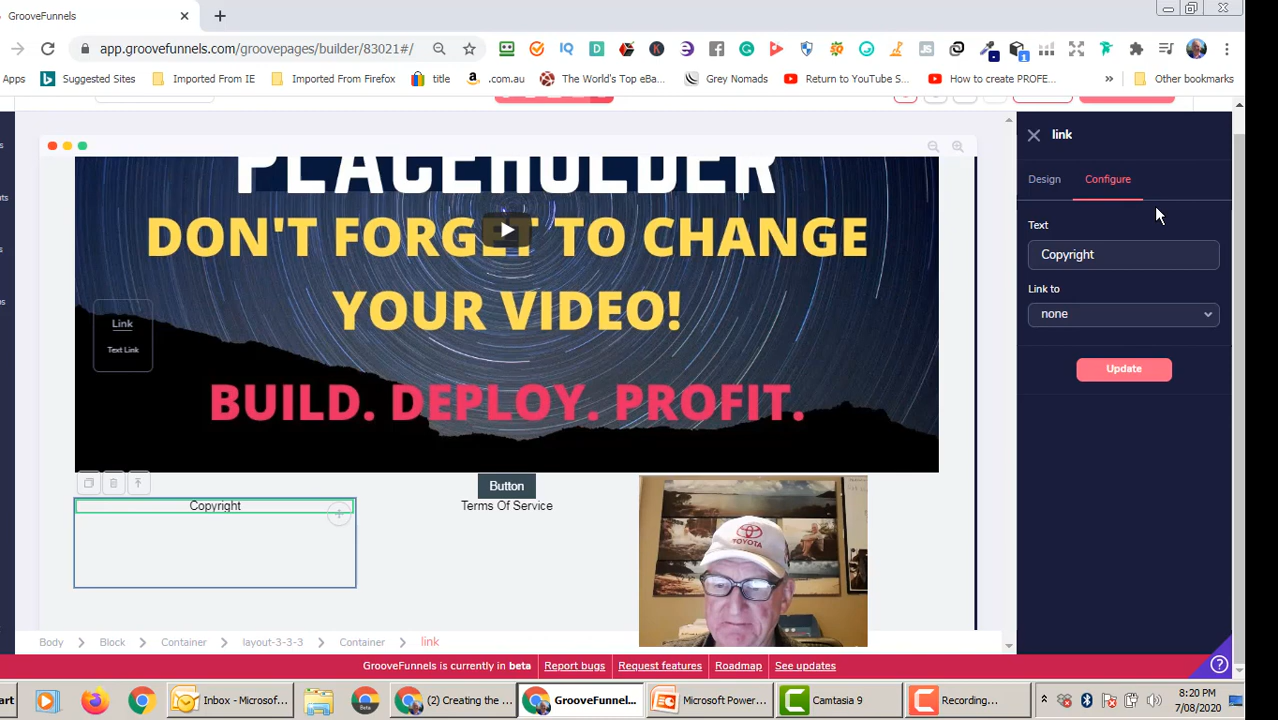 GrooveFunnels
app.groovefunnels.com/groovepages/builder/83021#/
Apps
Suggested Sites
Imported From IE
Imported From Firefox
title
.com.au
The World's Top eBa...
Grey Nomads
Return to YouTube S...
How to create PROFE...
»
Other bookmarks
PLACEHOLDER
DON'T FORGET TO CHANGE
YOUR VIDEO!
BUILD. DEPLOY. PROFIT.
Link
Text Link
Button
Copyright
Terms Of Service
TOYOTA
link
Design
Configure
Text
Copyright
Link to
none
Update
Body
Block
Container
layout-3-3-3
Container
link
GrooveFunnels is currently in beta
Report bugs
Request features
Roadmap
See updates
art
Inbox - Microsof...
Beta
(2) Creating the ...
GrooveFunnel...
Microsoft Power...
Camtasia 9
Recording...
8:20 PM
7/08/2020